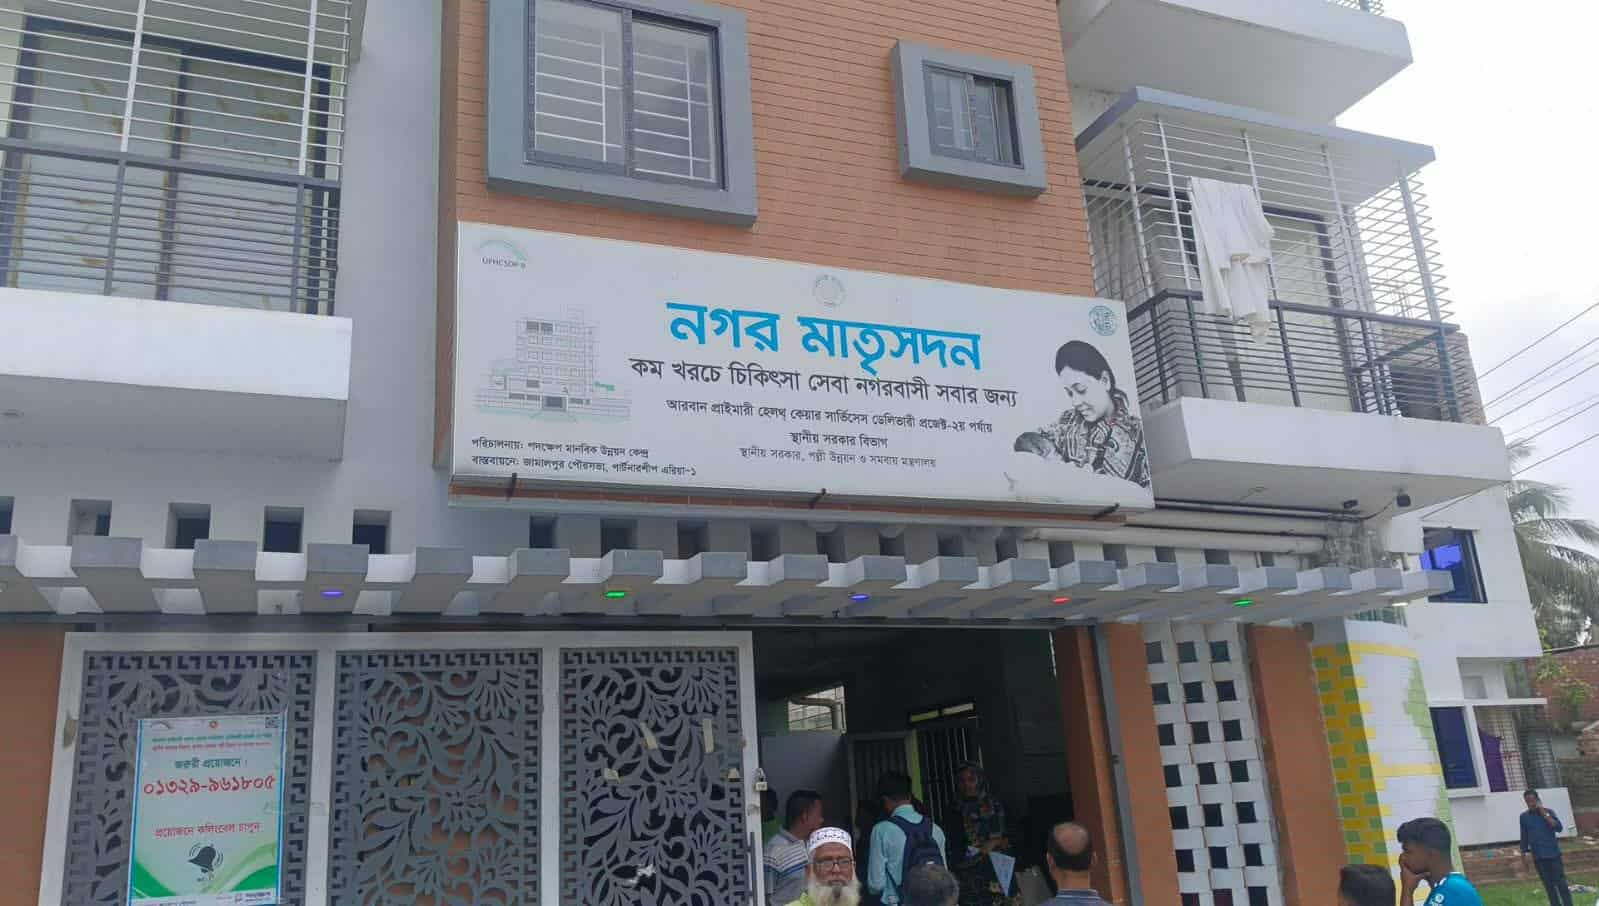 UPHCSDP-II
নগর মাতৃসদন
কম খরচে চিকিৎসা সেবা নগরবাসী সবার জন্য
আরবান প্রাইমারী হেলথ্ কেয়ার সার্ভিসেস ডেলিভারী প্রজেক্ট-২য় পর্যায়
স্থানীয় সরকার বিভাগ
স্থানীয় সরকার, পল্লী উন্নয়ন ও সমবায় মন্ত্রণালয়
পরিচালনায়: পদক্ষেপ মানবিক উন্নয়ন কেন্দ্র
বাস্তবায়নে: জামালপুর পৌরসভা, পার্টনারশীপ এরিয়া-১
জরুরী প্রয়োজনে :
০১৩২৯-৯৬১৮০৫
প্রয়োজনে কলিংবেল চাপুন